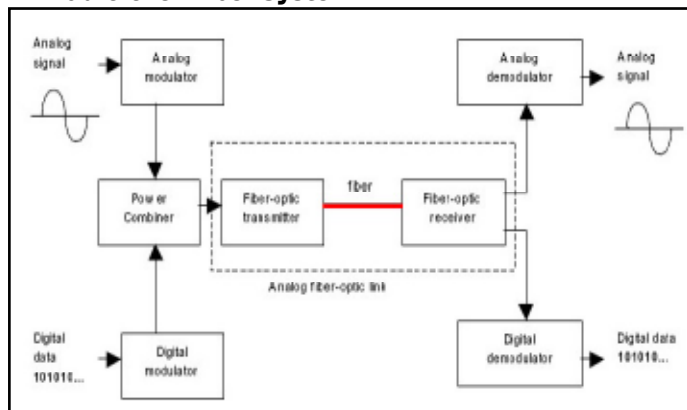 Analog
signal
Analog
modulator
Analog
demodulator
Analog
signal
Power
Combiner
Fiber-optic
transmitter
fiber
Fiber-optic
receiver
Analog fiber-optic link
Digital
data
101010...
Digital
modulator
Digital
demodulator
Digital data
101010...